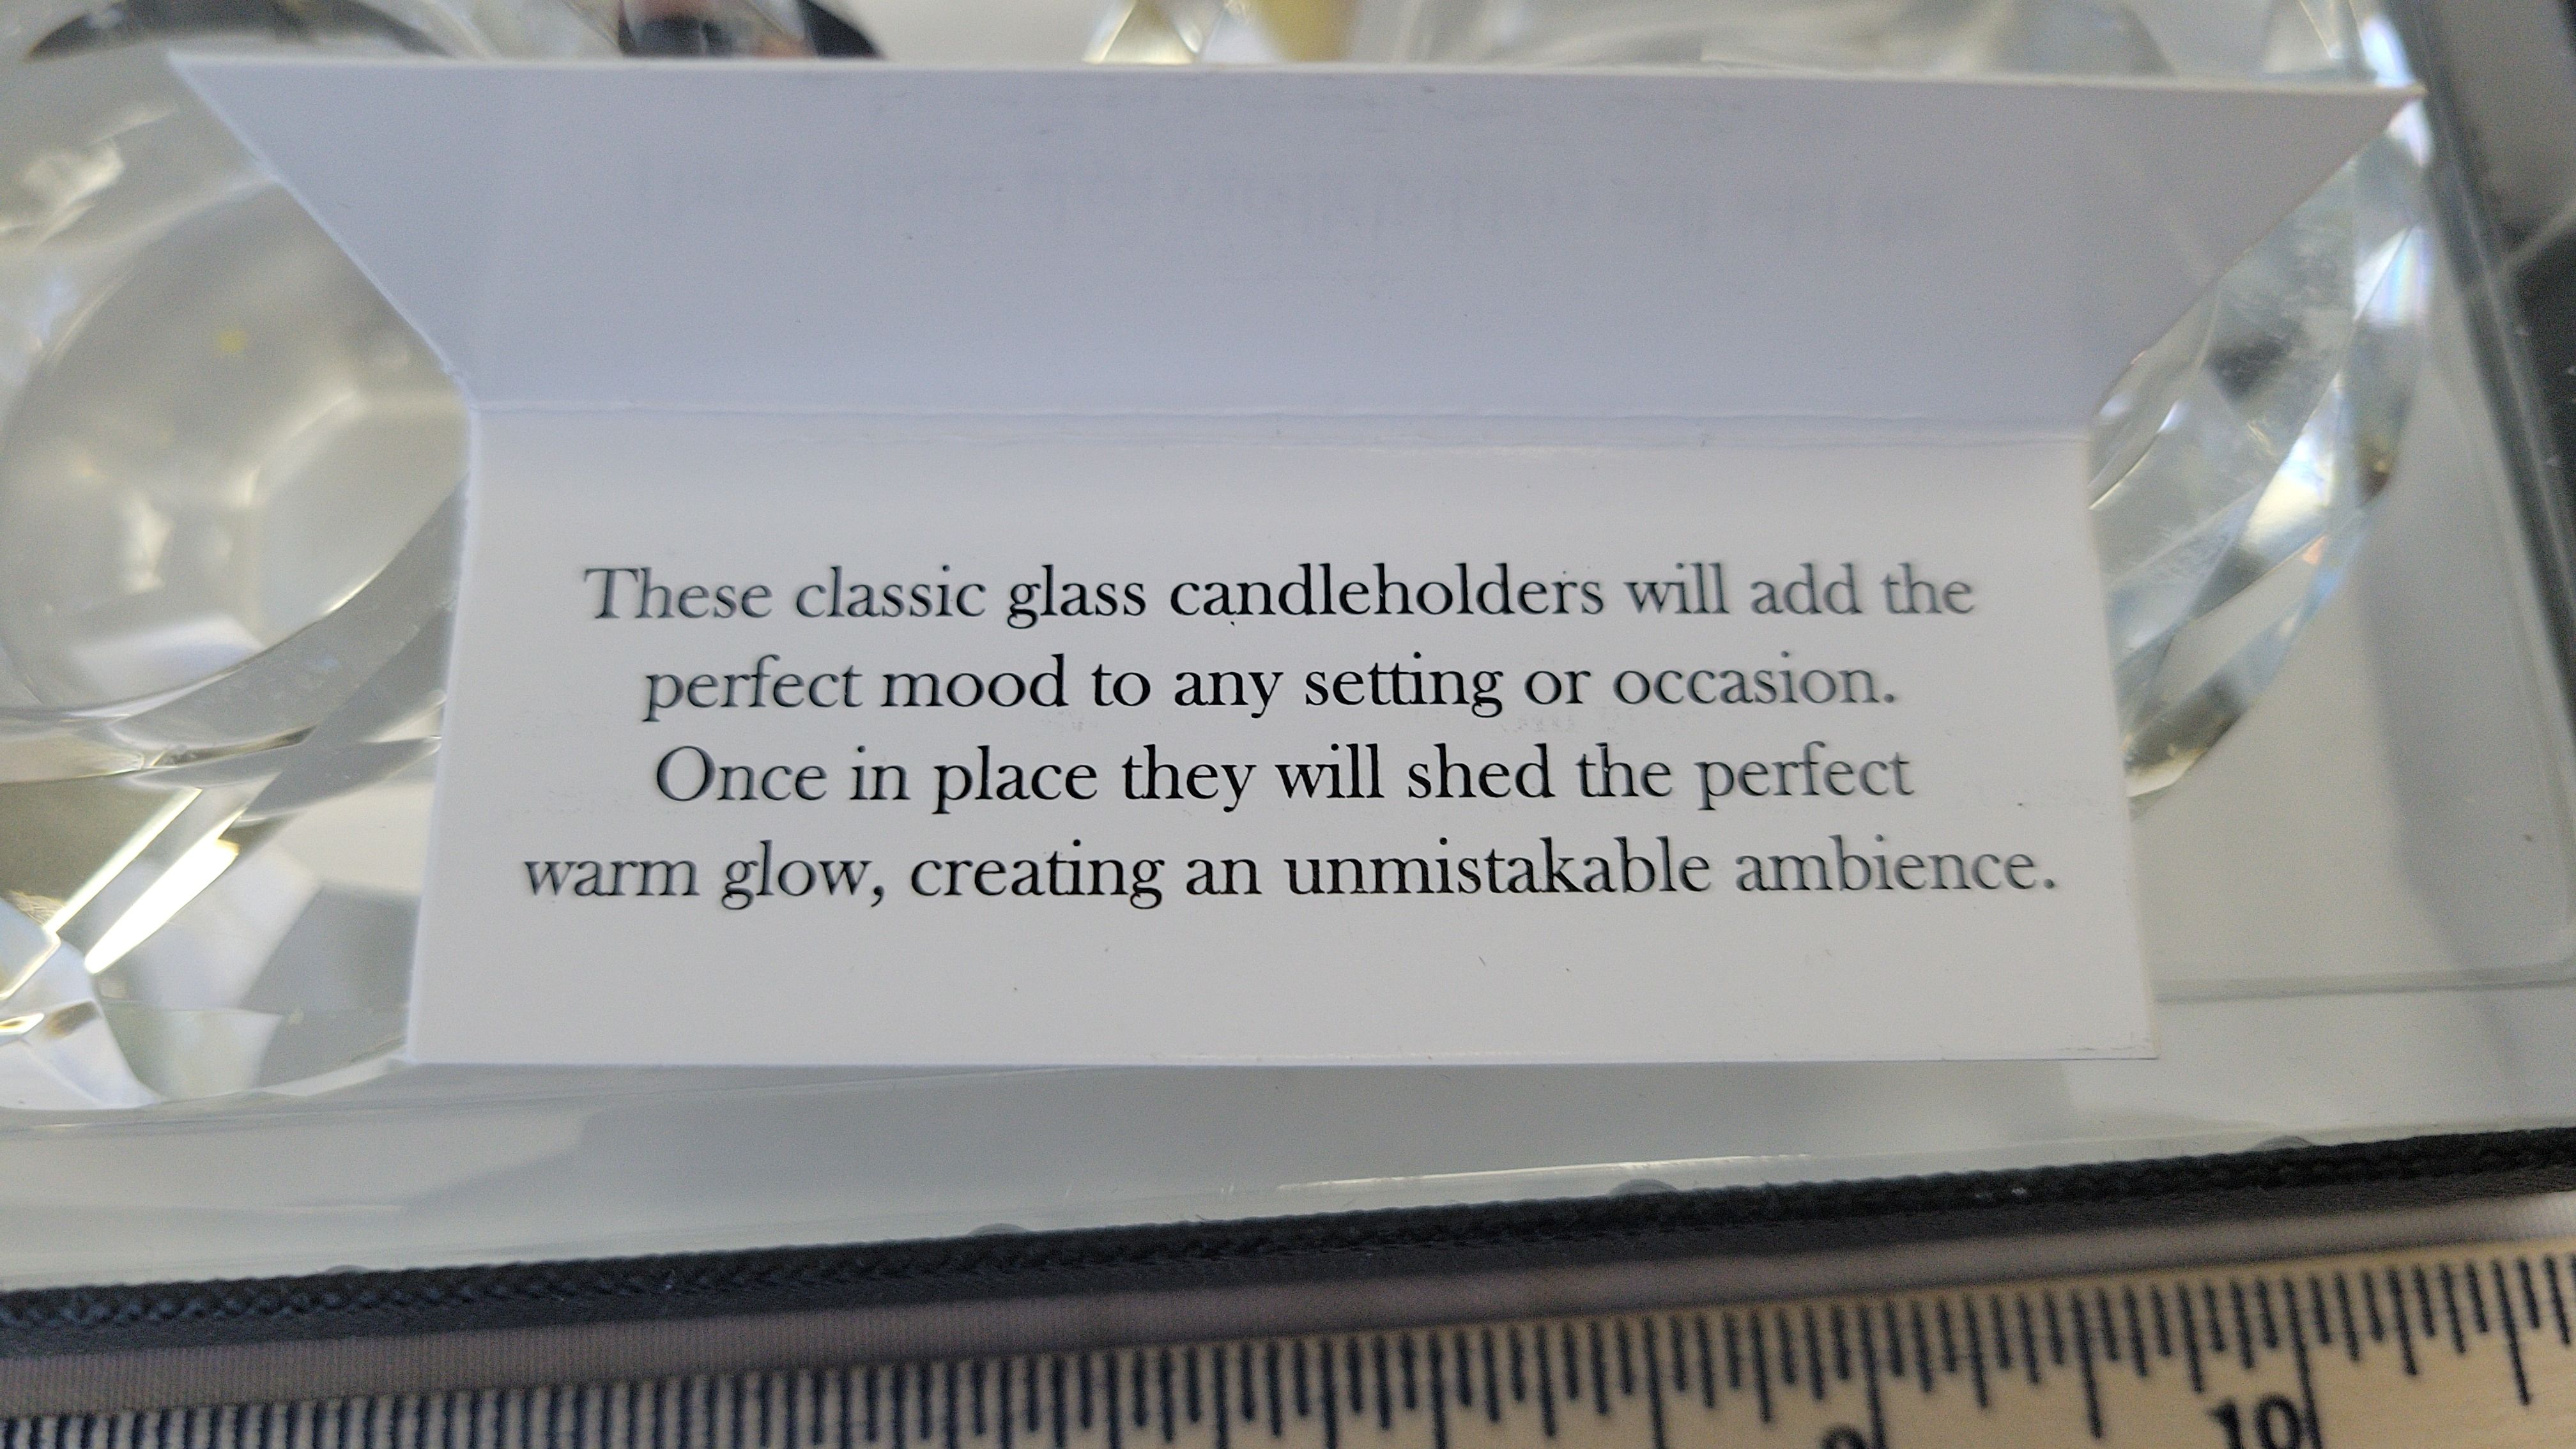 These classic glass candleholders will add the
perfect mood to any setting or occasion.
Once in place they will shed the perfect
warm glow, creating an unmistakable ambience.
10